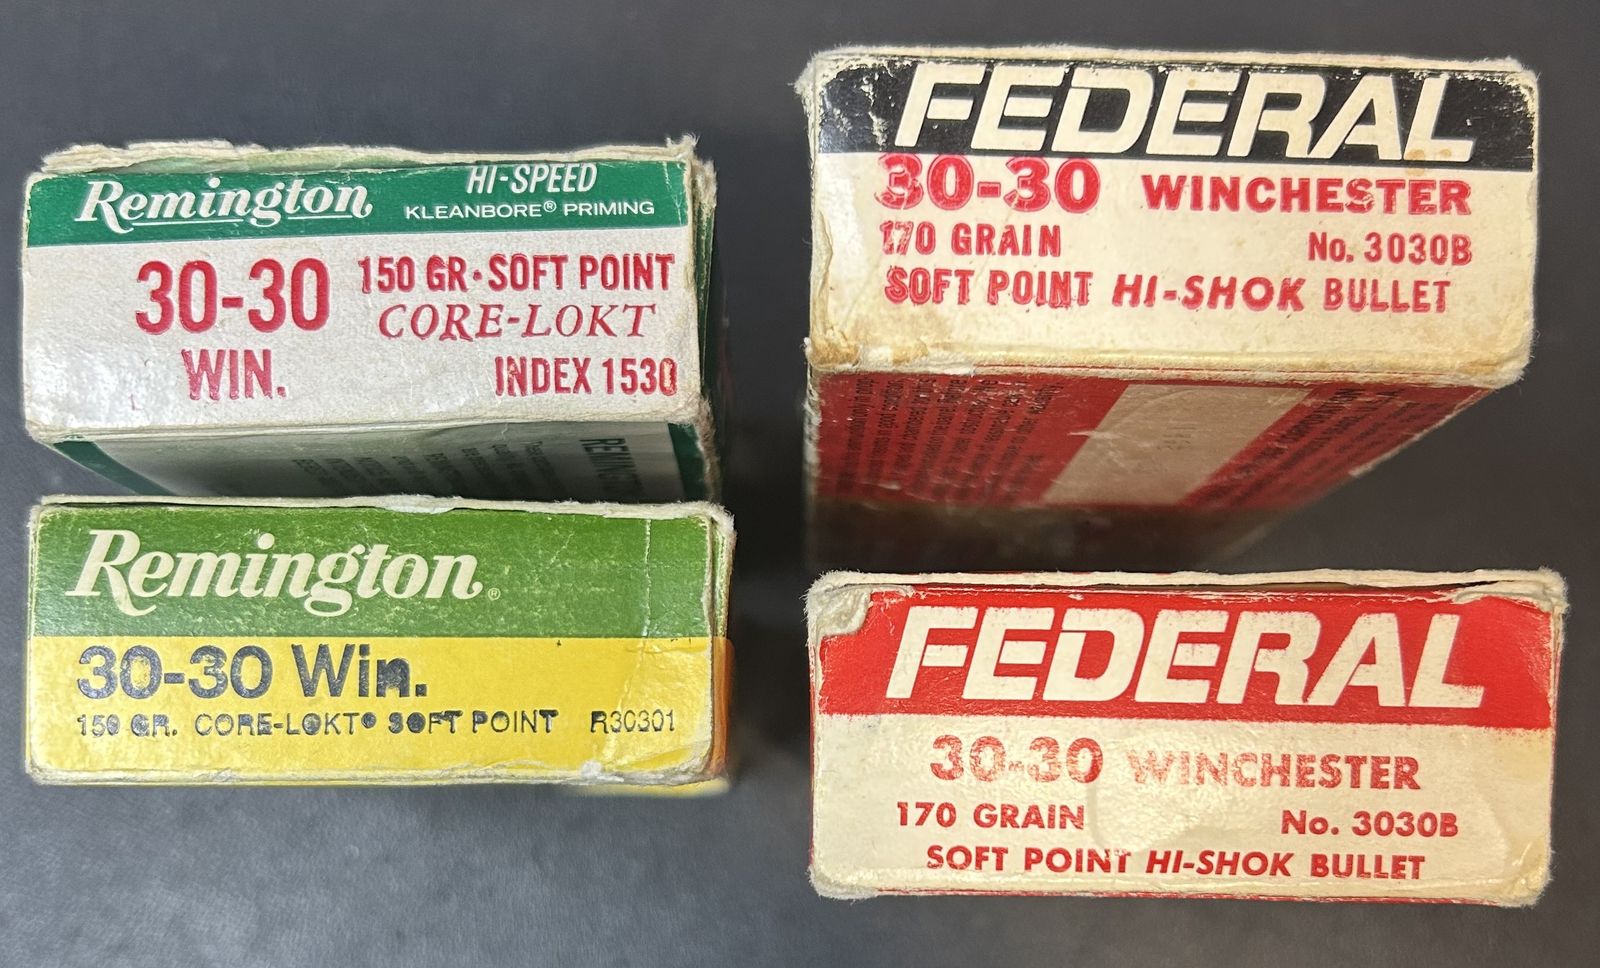 Remington
HI-SPEED
KLEANBORE® PRIMING
30-30
WIN.
150 GR · SOFT POINT
CORE-LOKT
INDEX 1530
Remington®
30-30 Win.
150 GR. CORE-LOKT® SOFT POINT R30301
FEDERAL
30-30 WINCHESTER
170 GRAIN No. 3030B
SOFT POINT HI-SHOK BULLET
FEDERAL
30-30 WINCHESTER
170 GRAIN No. 3030B
SOFT POINT HI-SHOK BULLET